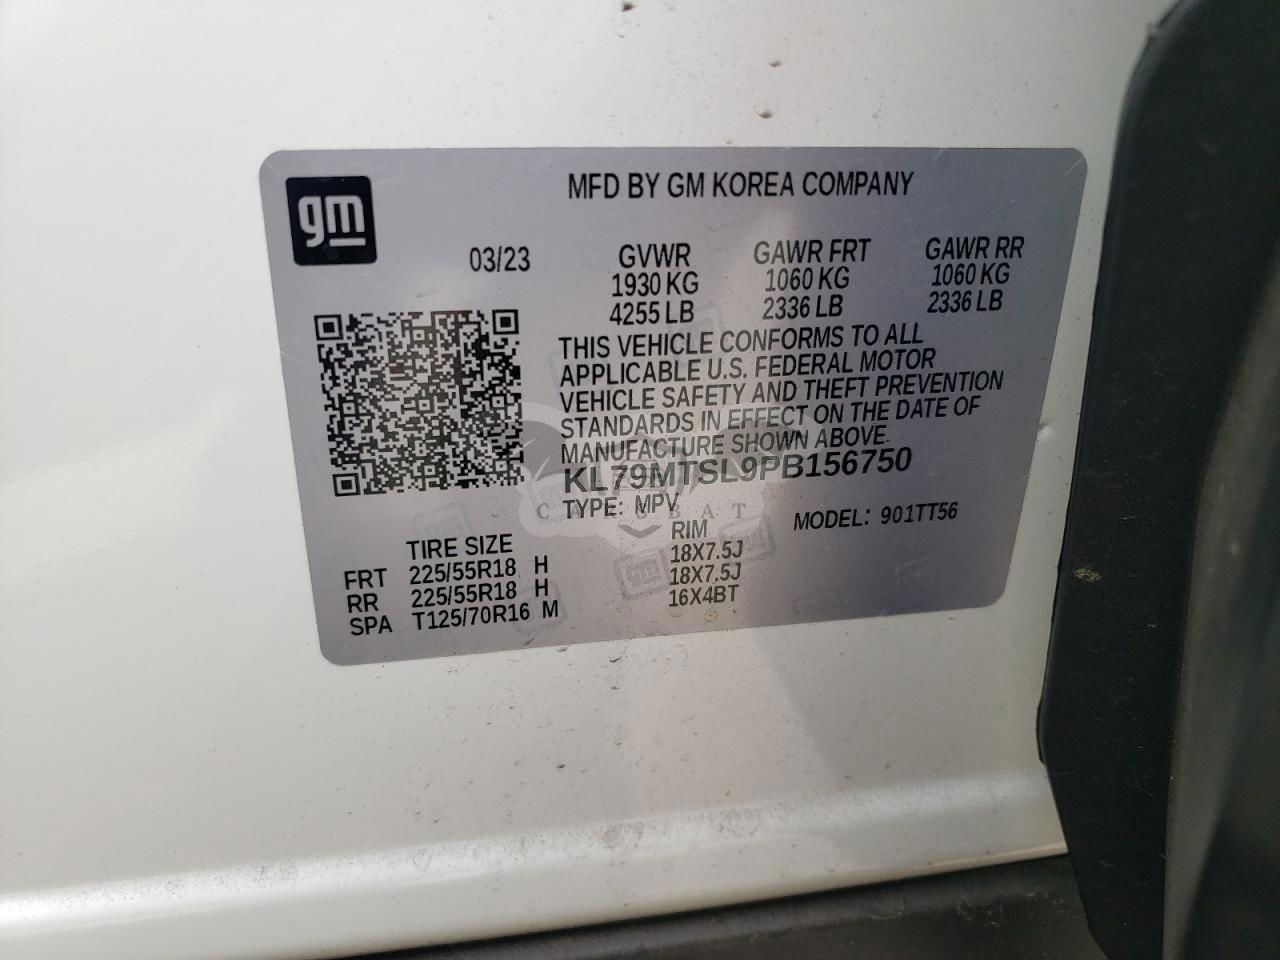 gm
MFD BY GM KOREA COMPANY
03/23 GVWR GAWR FRT GAWR RR
1930 KG 1060 KG 1060 KG
4255 LB 2336 LB 2336 LB
THIS VEHICLE CONFORMS TO ALL
APPLICABLE U.S. FEDERAL MOTOR
VEHICLE SAFETY AND THEFT PREVENTION
STANDARDS IN EFFECT ON THE DATE OF
MANUFACTURE SHOWN ABOVE.
KL79MTSL9PB156750
TYPE: MPV MODEL: 901TT56
TIRE SIZE RIM
FRT 225/55R18 H 18X7.5J
RR 225/55R18 H 18X7.5J
SPA T125/70R16 M 16X4BT